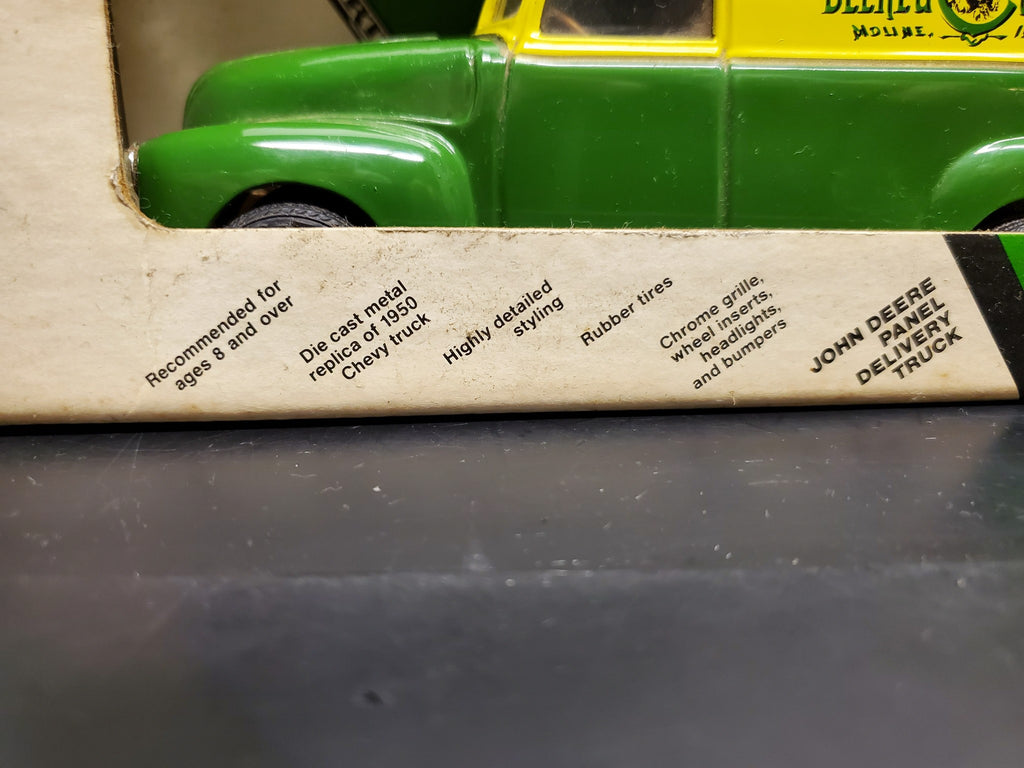 MOLINE,
Recommended for
ages 8 and over
Die cast metal
replica of 1950
Chevy truck
Highly detailed
styling
Rubber tires
Chrome grille,
wheel inserts,
headlights,
and bumpers
JOHN DEERE
PANEL
DELIVERY
TRUCK